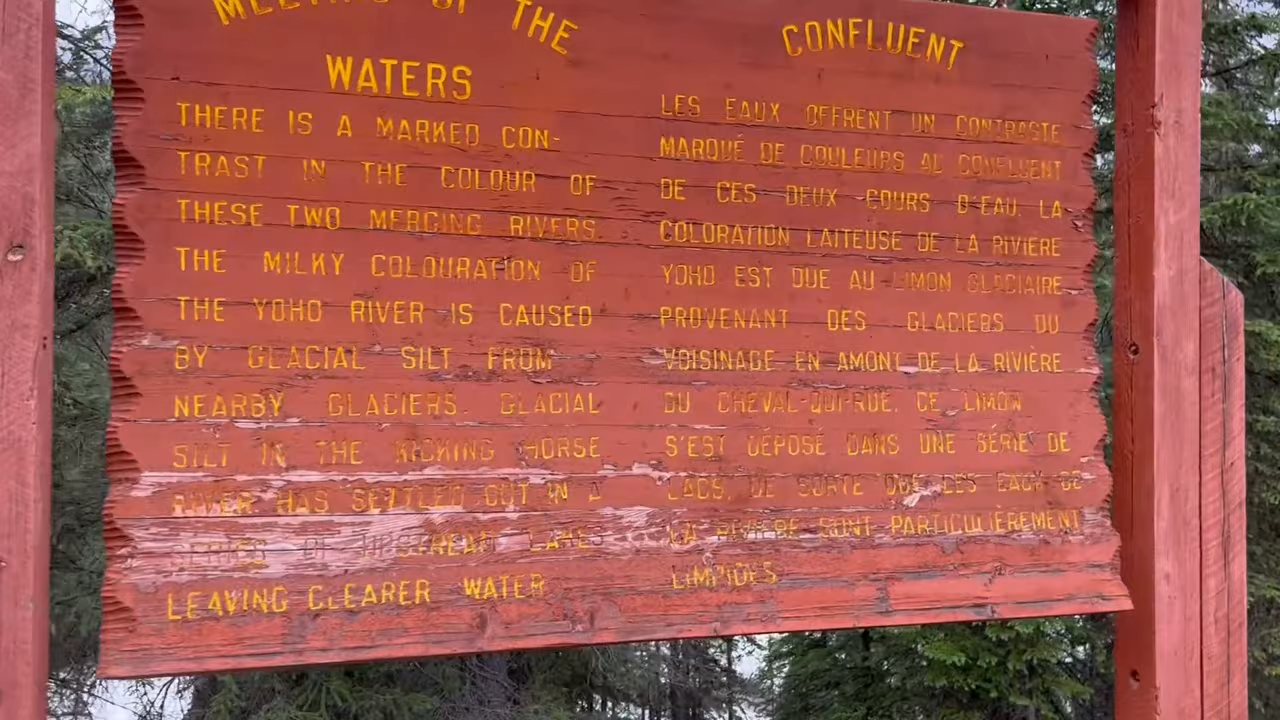 MEETING OF THE
WATERS
THERE IS A MARKED CON-
TRAST IN THE COLOUR OF
THESE TWO MERGING RIVERS.
THE MILKY COLOURATION OF
THE YOHO RIVER IS CAUSED
BY GLACIAL SILT FROM
NEARBY GLACIERS. GLACIAL
SILT IN THE KICKING HORSE
RIVER HAS SETTLED OUT IN A
SERIES OF UPSTREAM LAKES
LEAVING CLEARER WATER
CONFLUENT
LES EAUX OFFRENT UN CONTRASTE
MARQUÉ DE COULEURS AU CONFLUENT
DE CES DEUX COURS D'EAU. LA
COLORATION LAITEUSE DE LA RIVIÈRE
YOHO EST DUE AU LIMON GLACIAIRE
PROVENANT DES GLACIERS DU
VOISINAGE EN AMONT DE LA RIVIÈRE
DU CHEVAL-QUI-RUE. CE LIMON
S'EST DÉPOSÉ DANS UNE SÉRIE DE
LACS, DE SORTE QUE LES EAUX DE
LA RIVIÈRE SONT PARTICULIÈREMENT
LIMPIDES